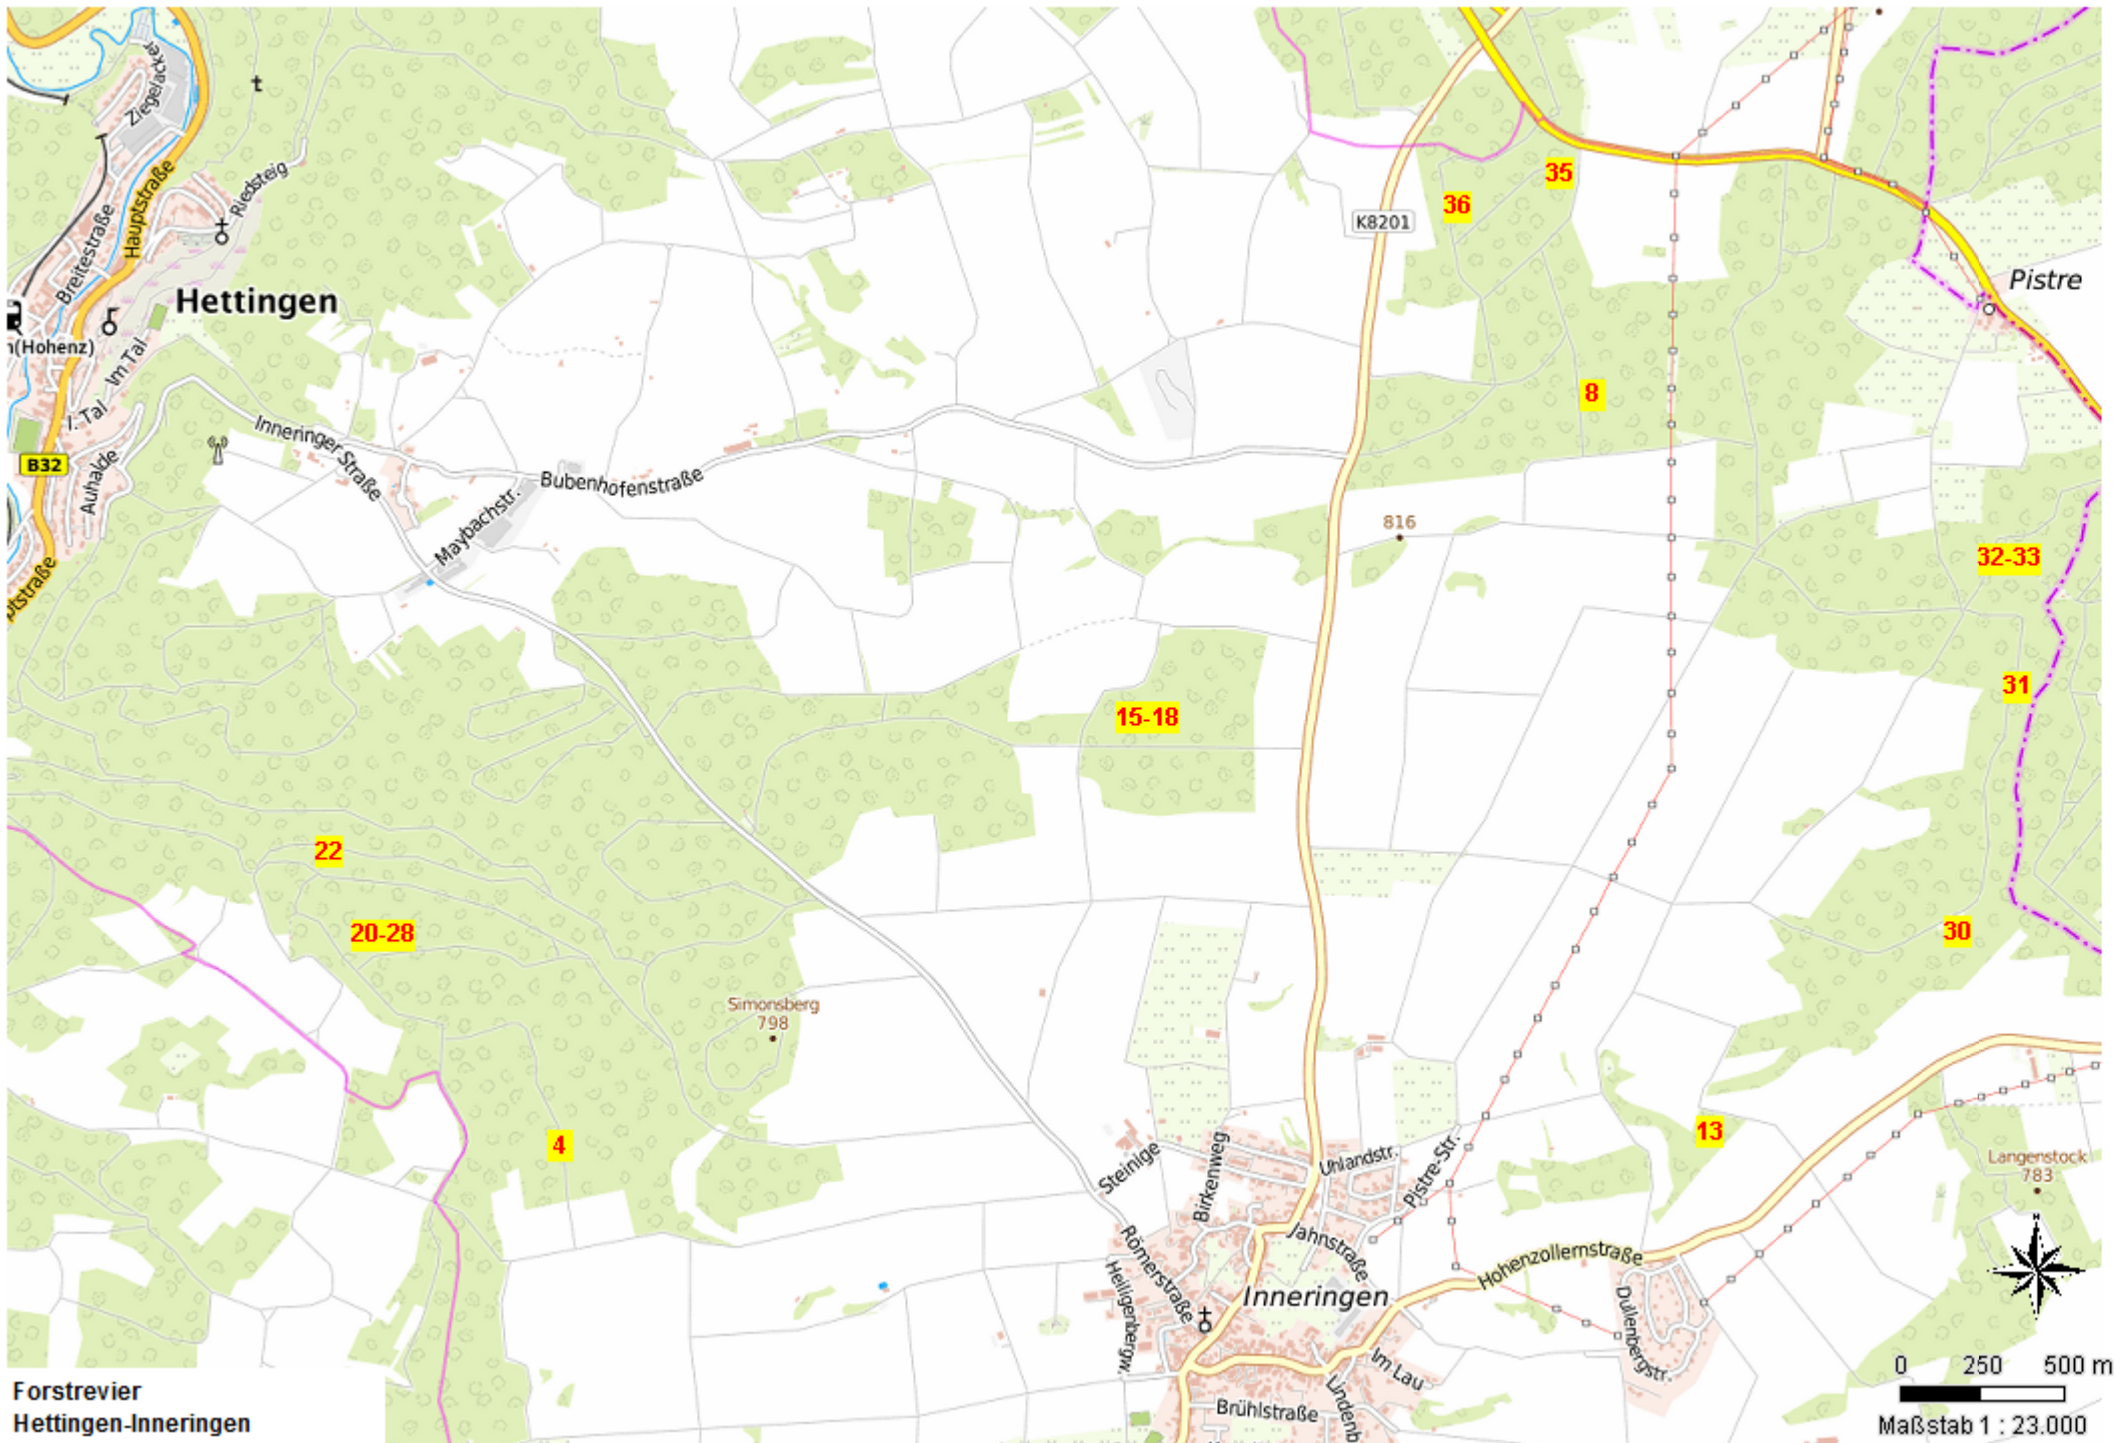 Ziegelacker
Hauptstraße
Riedsteig
Breitestraße
Hettingen
n(Hohenz)
Im Tal
I. Tal
B32
Auhalde
Inneringer Straße
Maybachstr.
Bubenhofenstraße
ptstraße
K8201
36
35
8
Pistre
816
32-33
31
15-18
22
20-28
30
Simonsberg
798
4
13
Steinige
Birkenweg
Uhlandstr.
Pistre-Str.
Langenstock
783
Römerstraße
Heiligenbergw.
Jahnstraße
Hohenzollernstraße
Inneringen
Dullenbergstr.
Im Lau
Lindenb
Brühlstraße
N
0 250 500 m
Maßstab 1 : 23.000
Forstrevier
Hettingen-Inneringen